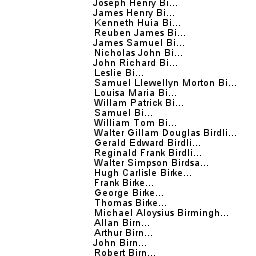 Joseph Henry Bi...
James Henry Bi...
Kenneth Huia Bi...
Reuben James Bi...
James Samuel Bi...
Nicholas John Bi...
John Richard Bi...
Leslie Bi...
Samuel Llewellyn Morton Bi...
Louisa Maria Bi...
Willam Patrick Bi...
Samuel Bi...
William Tom Bi...
Walter Gillam Douglas Birdli...
Gerald Edward Birdli...
Reginald Frank Birdli...
Walter Simpson Birdsa...
Hugh Carlisle Birke...
Frank Birke...
George Birke...
Thomas Birke...
Michael Aloysius Birmingh...
Allan Birn...
Arthur Birn...
John Birn...
Robert Birn...